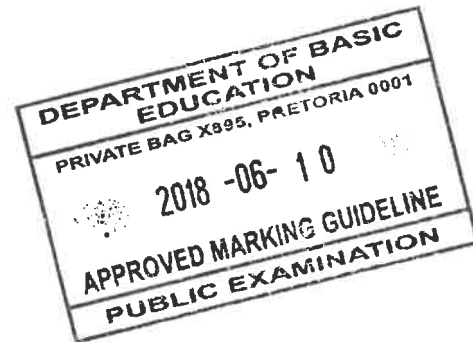 DEPARTMENT OF BASIC
EDUCATION
PRIVATE BAG X895, PRETORIA 0001
2018 -06- 10
APPROVED MARKING GUIDELINE
PUBLIC EXAMINATION